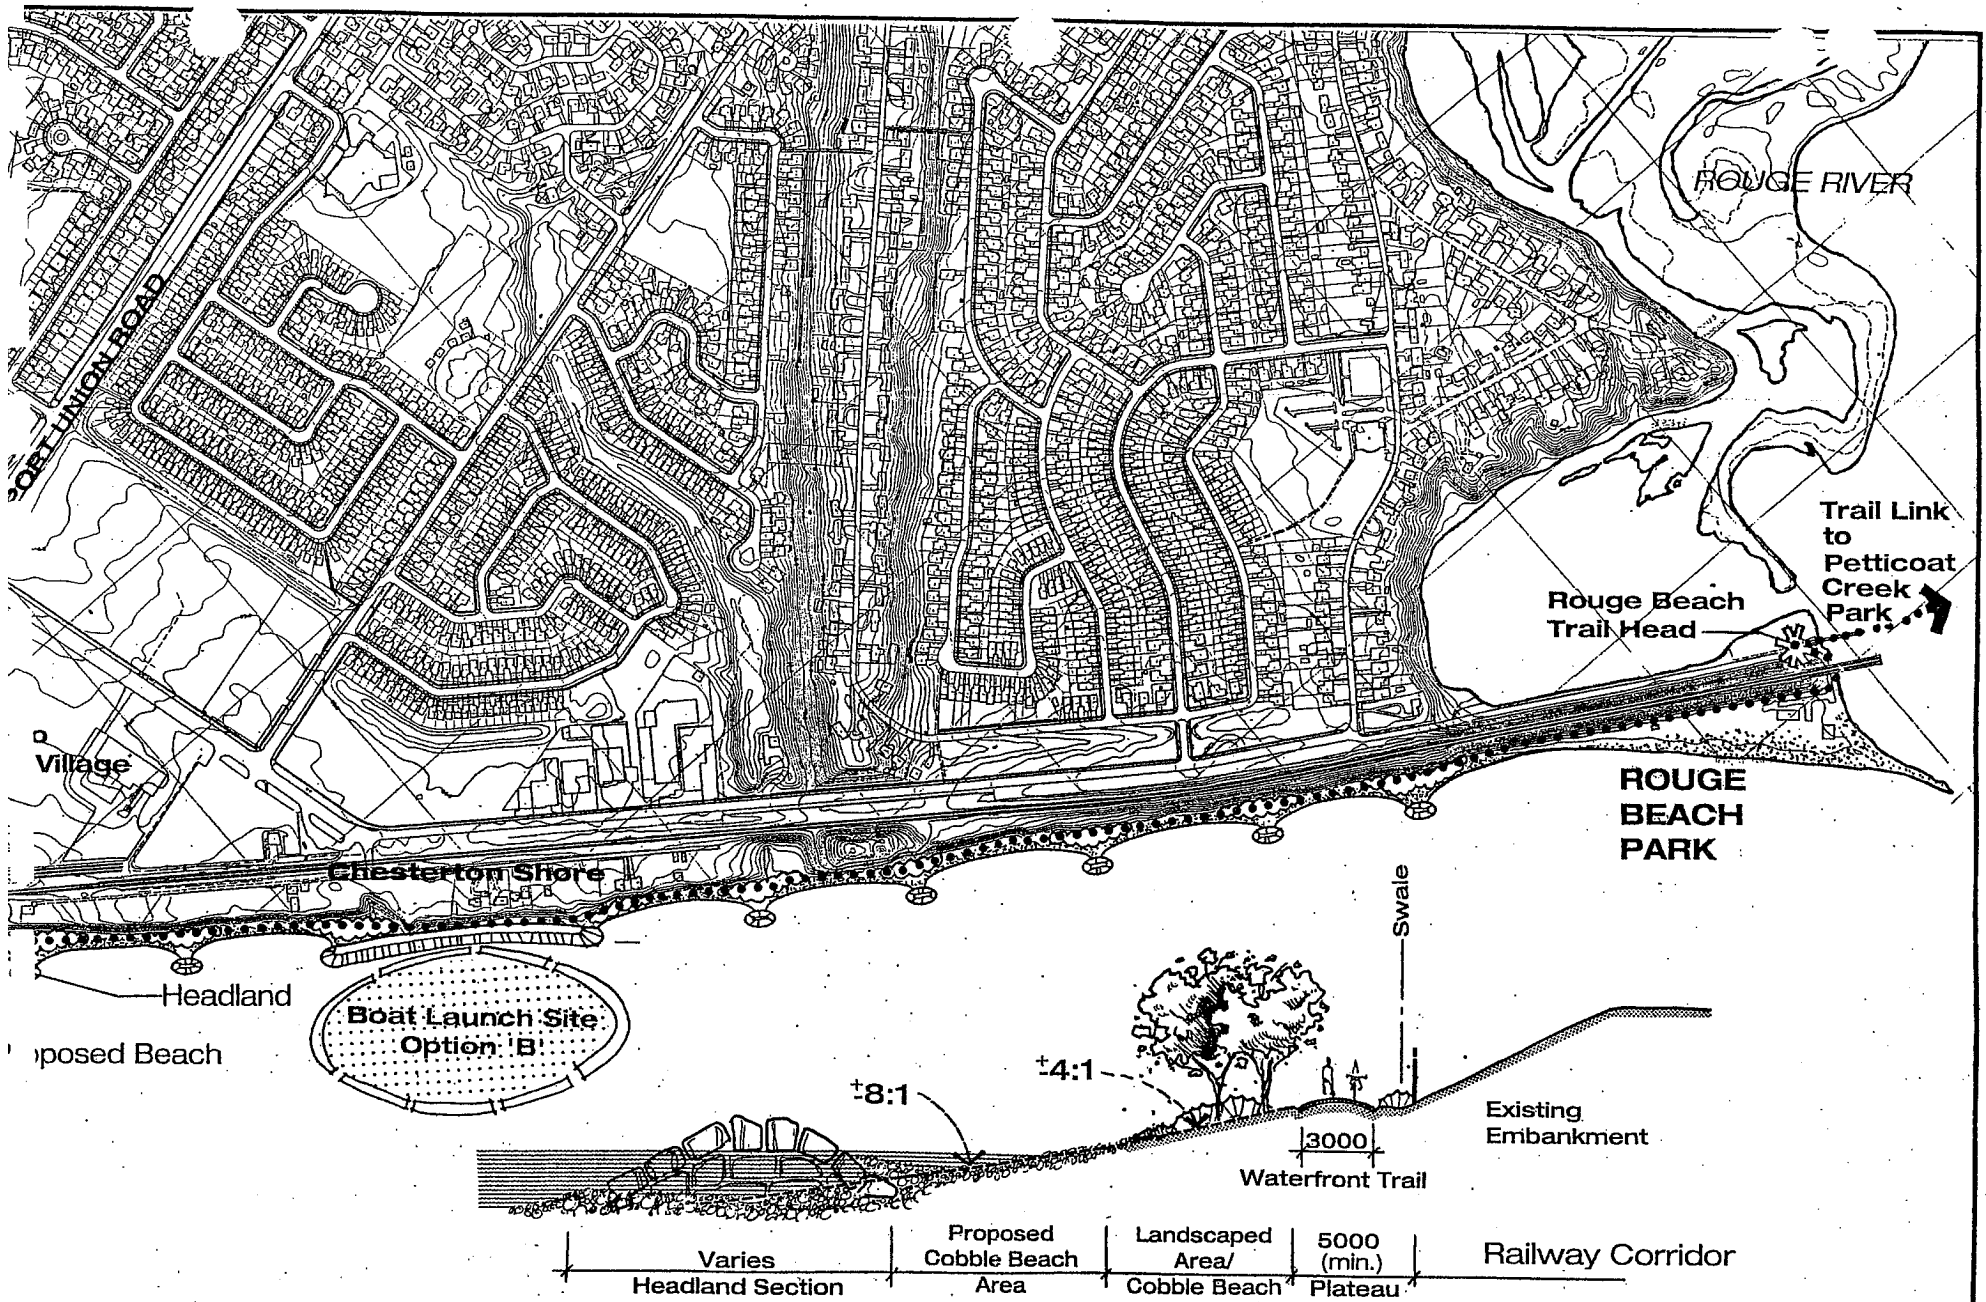 ROUGE RIVER
PORT UNION ROAD
Trail Link
to
Petticoat
Creek
Park
Rouge Beach
Trail Head
Village
ROUGE
BEACH
PARK
Chesterton Shore
Swale
Headland
Boat Launch Site
Option 'B'
posed Beach
±8:1
±4:1
Existing
Embankment
3000
Waterfront Trail
Varies
Headland Section
Proposed
Cobble Beach
Area
Landscaped
Area/
Cobble Beach
5000
(min.)
Plateau
Railway Corridor